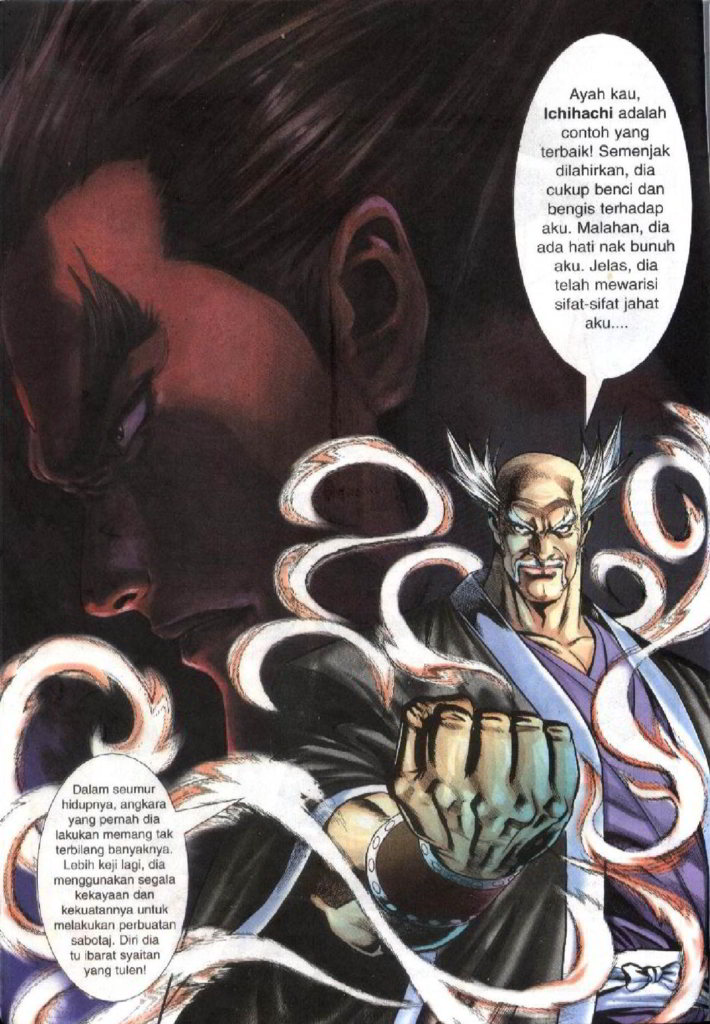 Ayah kau,
Ichihachi adalah
contoh yang
terbaik! Semenjak
dilahirkan, dia
cukup benci dan
bengis terhadap
aku. Malahan, dia
ada hati nak bunuh
aku. Jelas, dia
telah mewarisi
sifat-sifat jahat
aku....
Dalam seumur
hidupnya, angkara
yang pernah dia
lakukan memang tak
terbilang banyaknya.
Lebih keji lagi, dia
menggunakan segala
kekayaan dan
kekuatannya untuk
melakukan perbuatan
sabotaj. Diri dia
tu ibarat syaitan
yang tulen!